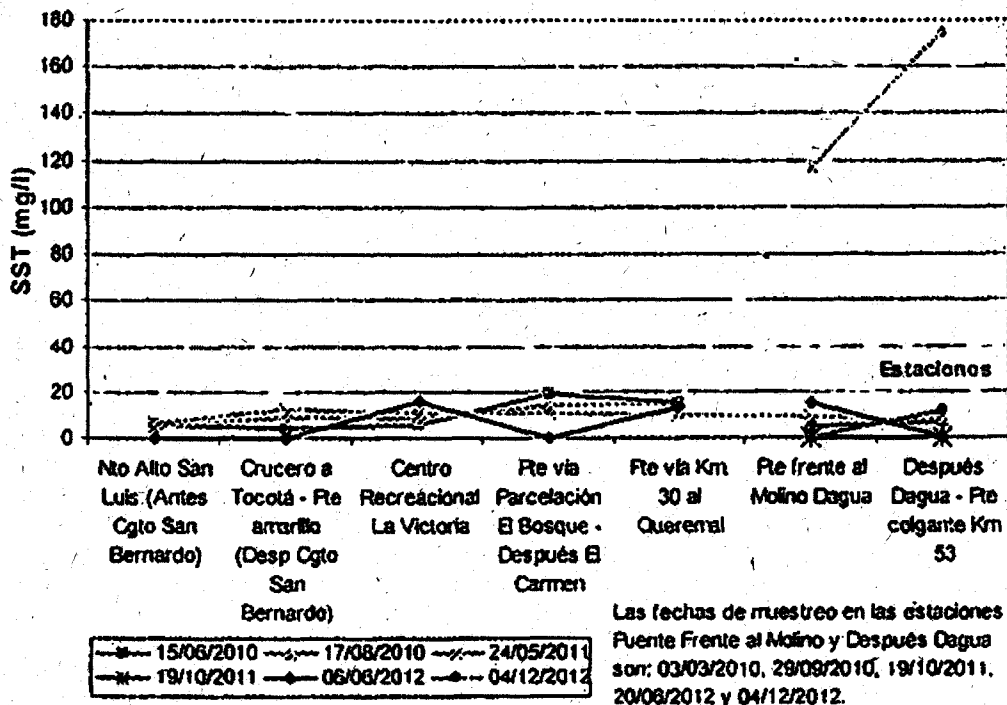 180
160
140
120
100
80
60
40
20
0
SST (mg/l)
Estaciones
Nto Alto San
Luis (Antes
Cgto San
Bernardo)
Crucero a
Tocotá - Pte
amarillo
(Desp Cgto
San
Bernardo)
Centro
Recreacional
La Victoria
Pte vía
Parcelación
El Bosque -
Después El
Carmen
Pte vía Km
30 al
Queremal
Pte frente al
Molino Dagua
Después
Dagua - Pte
colgante Km
53
15/06/2010 17/08/2010 24/05/2011
19/10/2011 06/06/2012 04/12/2012
Las fechas de muestreo en las estaciones
Puente Frente al Molino y Después Dagua
son: 03/03/2010, 29/09/2010, 19/10/2011,
20/06/2012 y 04/12/2012.